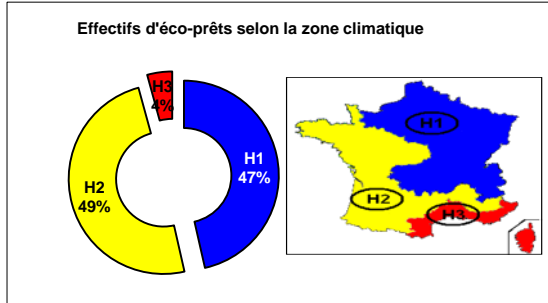 Effectifs d'éco-prêts selon la zone climatique
H3
4%
H1
47%
H2
49%
H1
H2
H3